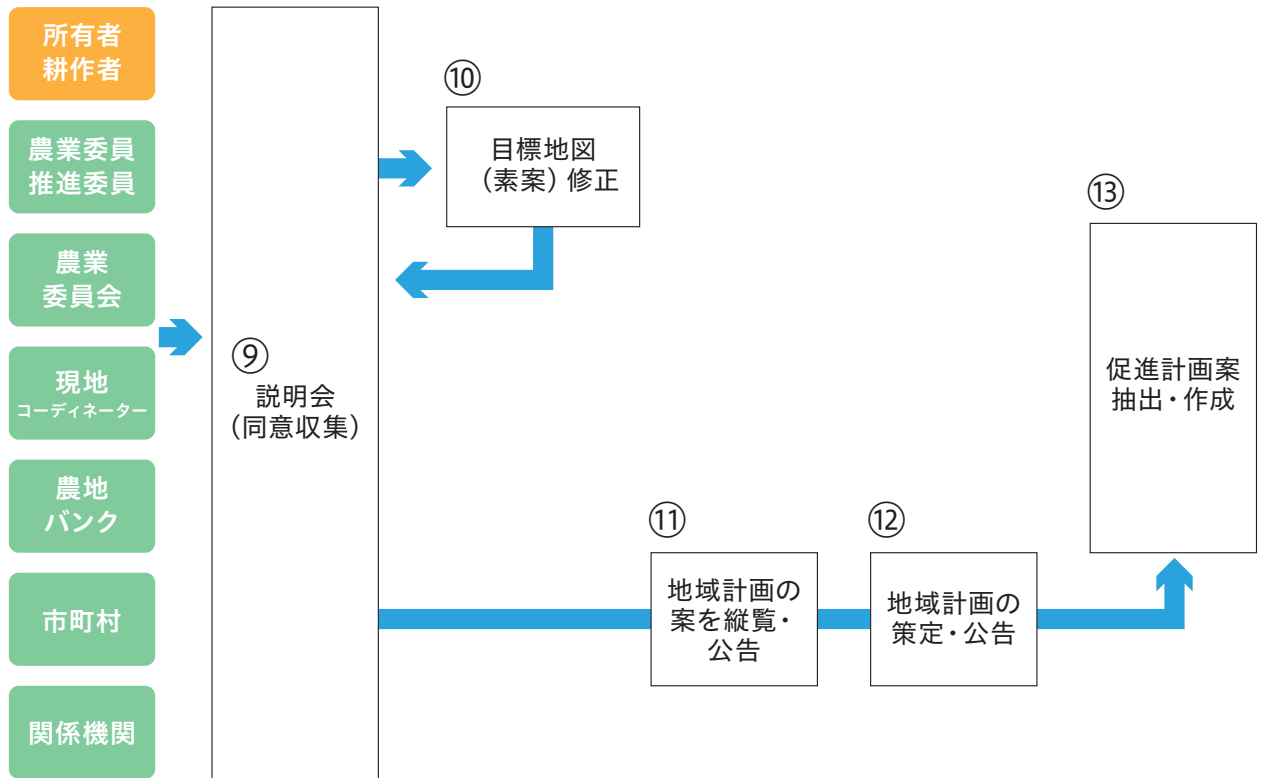 所有者
耕作者
農業委員
推進委員
農業
委員会
現地
コーディネーター
農地
バンク
市町村
関係機関
⑨
説明会
（同意収集）
⑩
目標地図
（素案）修正
⑪
地域計画の
案を縦覧・
公告
⑫
地域計画の
策定・公告
⑬
促進計画案
抽出・作成